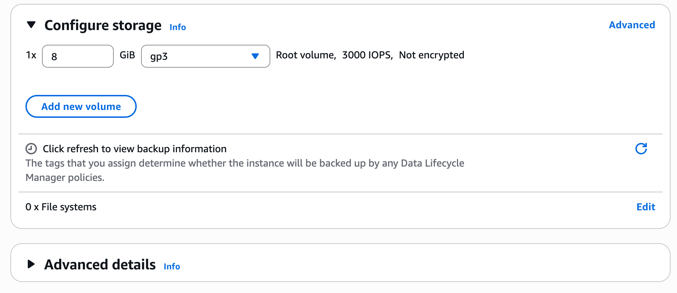 Configure storage Info Advanced
1x 8 GiB gp3 Root volume, 3000 IOPS, Not encrypted
Add new volume
Click refresh to view backup information
The tags that you assign determine whether the instance will be backed up by any Data Lifecycle
Manager policies.
0 x File systems Edit
Advanced details Info